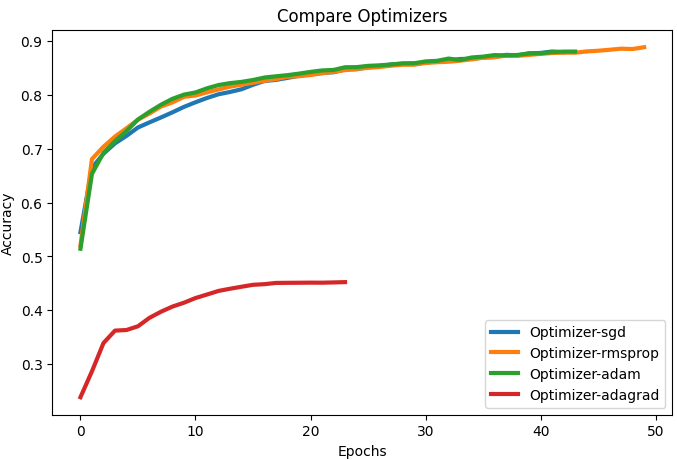 Compare Optimizers
Accuracy
0.9
0.8
0.7
0.6
0.5
0.4
0.3
Optimizer-sgd
Optimizer-rmsprop
Optimizer-adam
Optimizer-adagrad
0 10 20 30 40 50
Epochs